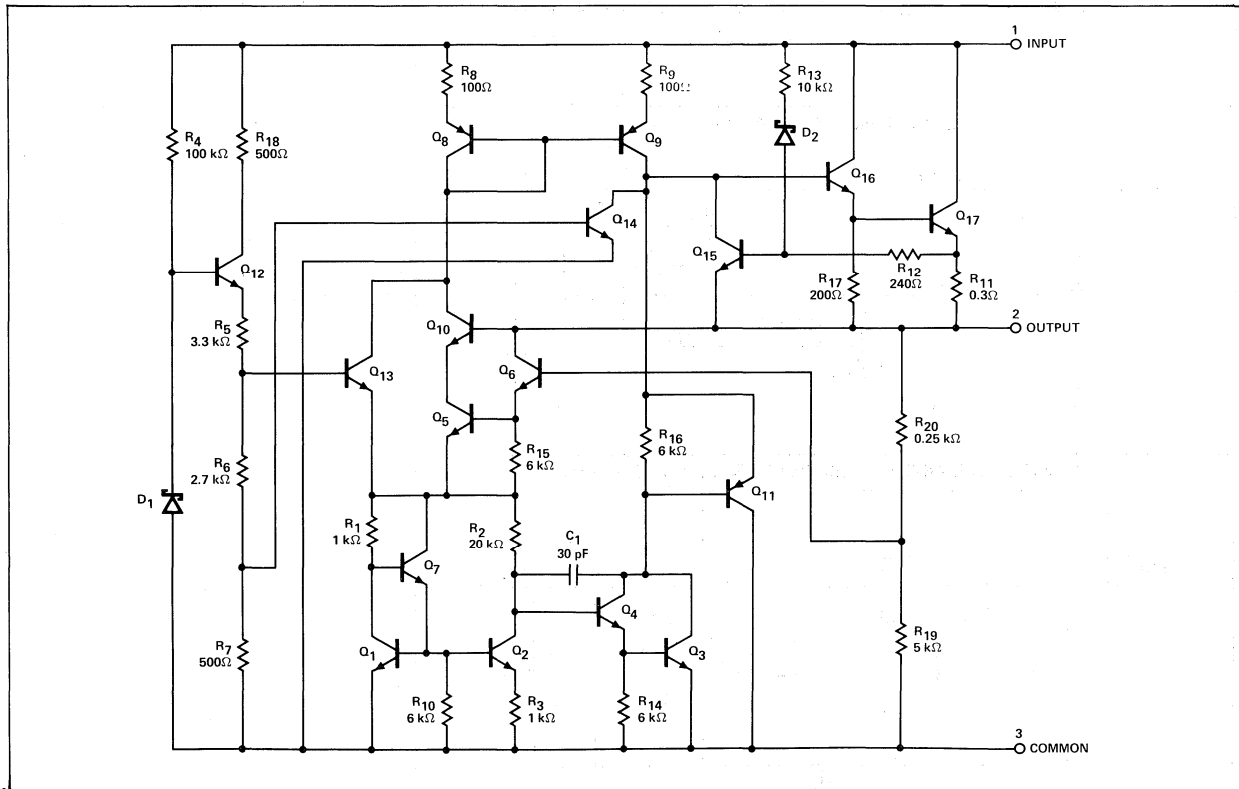 1
INPUT
R8
100Ω
R9
100Ω
R13
10 kΩ
R4
100 kΩ
R18
500Ω
Q8
Q9
D2
Q16
Q14
Q17
Q15
R12
240Ω
Q12
R17
200Ω
R11
0.3Ω
R5
3.3 kΩ
Q10
2
OUTPUT
Q13
Q6
Q5
R20
0.25 kΩ
R15
6 kΩ
R16
6 kΩ
R6
2.7 kΩ
D1
Q11
R1
1 kΩ
R2
20 kΩ
C1
30 pF
Q7
Q4
R7
500Ω
Q1
Q2
Q3
R19
5 kΩ
R10
6 kΩ
R3
1 kΩ
R14
6 kΩ
3
COMMON